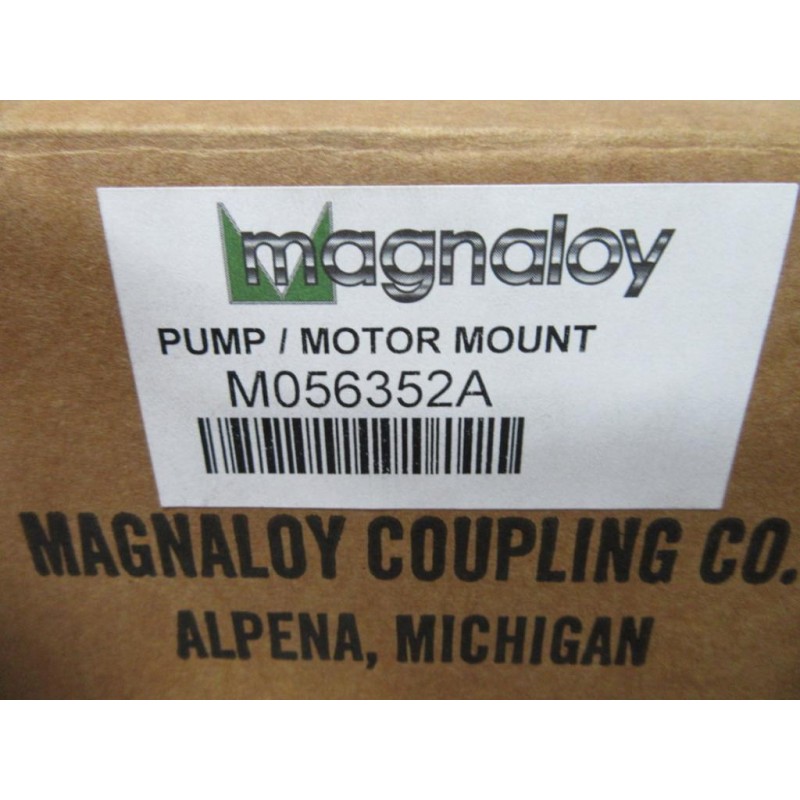 magnaloy
PUMP / MOTOR MOUNT
M056352A
MAGNALOY COUPLING CO.
ALPENA, MICHIGAN